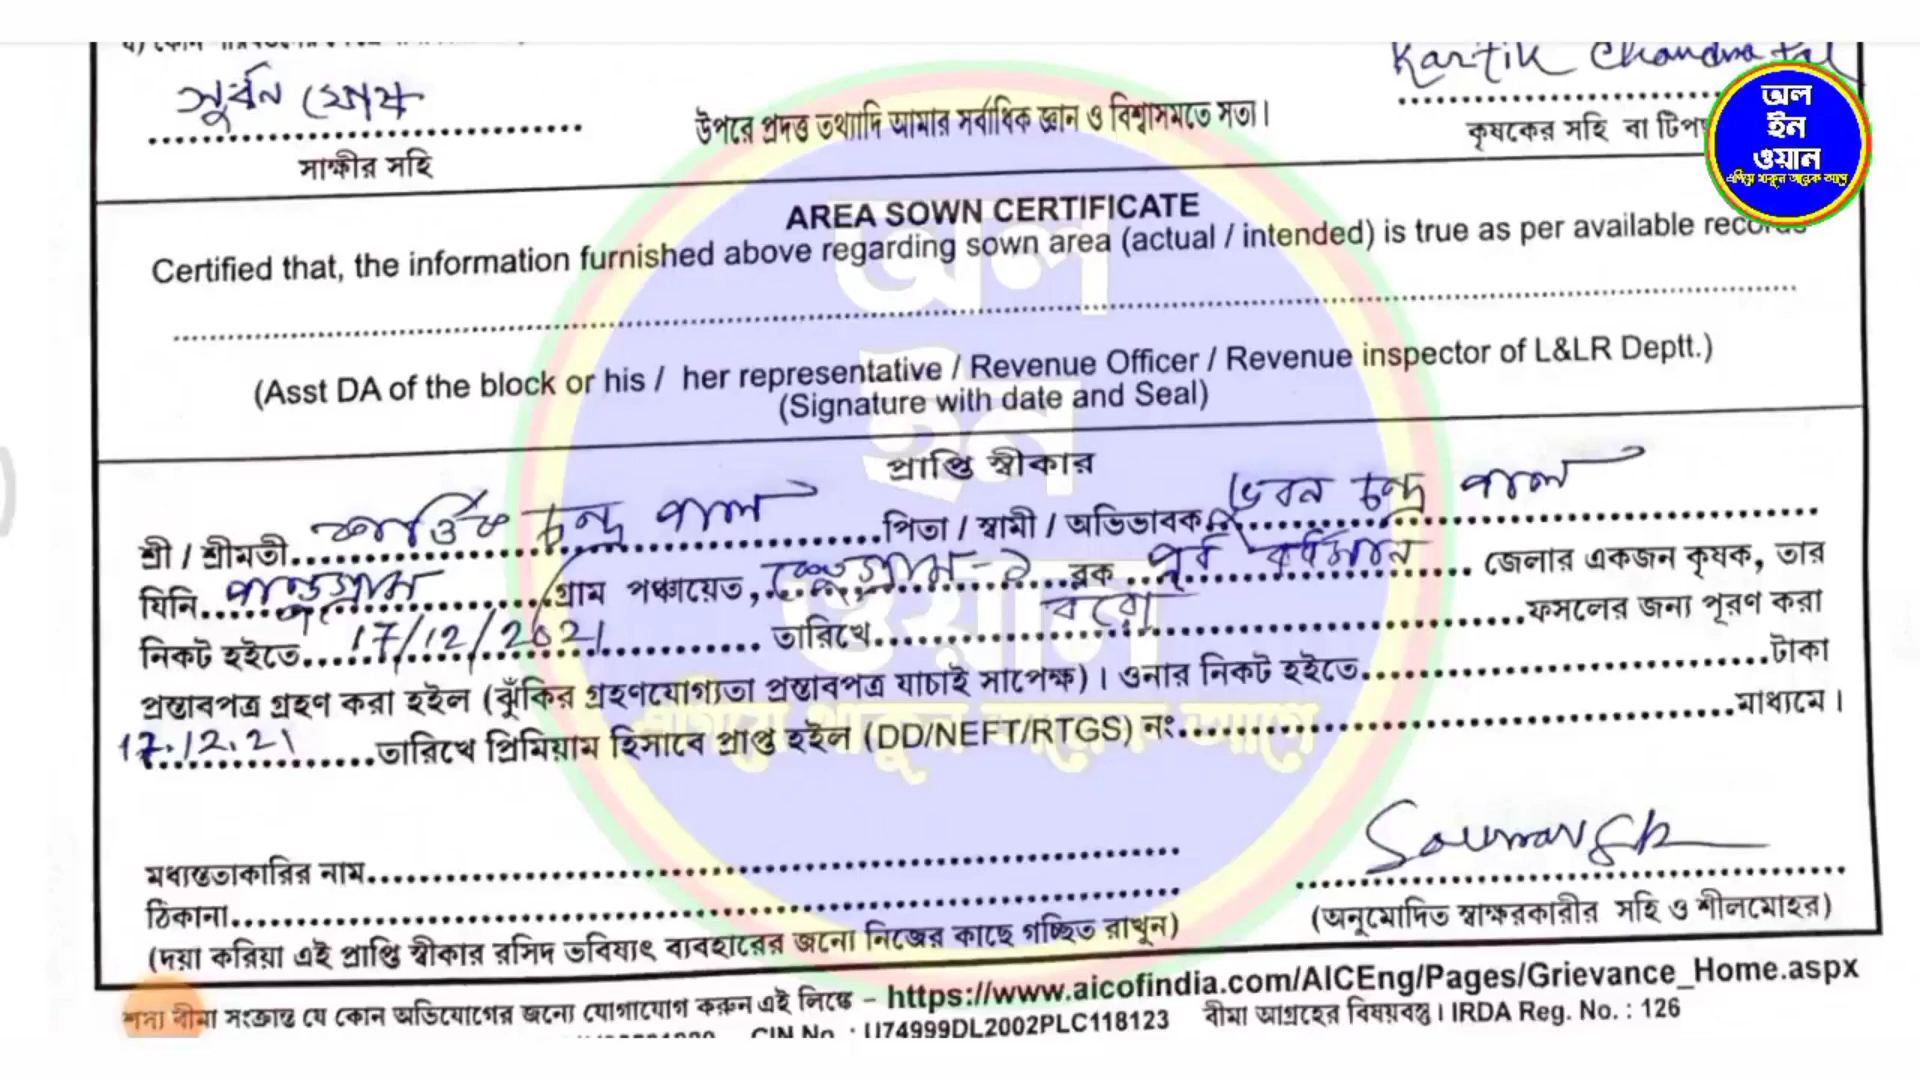 Kartik Chandra Pal
অল
ইন
ওয়ান
এগিয়ে থাকুন অনেক আগে
উপরে প্রদত্ত তথ্যাদি আমার সর্বাধিক জ্ঞান ও বিশ্বাসমতে সত্য।
সাক্ষীর সহি
কৃষকের সহি বা টিপ
AREA SOWN CERTIFICATE
Certified that, the information furnished above regarding sown area (actual / intended) is true as per available records
(Asst DA of the block or his / her representative / Revenue Officer / Revenue inspector of L&LR Deptt.)
(Signature with date and Seal)
প্রাপ্তি স্বীকার
শ্রী / শ্রীমতী কার্তিক চন্দ্র পাল পিতা / স্বামী / অভিভাবক ভবন চন্দ্র পাল
যিনি পান্ডুগ্রাম গ্রাম পঞ্চায়েত, কেতুগ্রাম-১ ব্লক পূর্ব বর্ধমান জেলার একজন কৃষক, তার
নিকট হইতে 17/12/2021 তারিখে বরো ফসলের জন্য পূরণ করা
প্রস্তাবপত্র গ্রহণ করা হইল (ঝুঁকির গ্রহণযোগ্যতা প্রস্তাবপত্র যাচাই সাপেক্ষ)। ওনার নিকট হইতে টাকা
17.12.21 তারিখে প্রিমিয়াম হিসাবে প্রাপ্ত হইল (DD/NEFT/RTGS) নং মাধ্যমে।
মধ্যস্ততাকারির নাম
ঠিকানা
(অনুমোদিত স্বাক্ষরকারীর সহি ও শীলমোহর)
(দয়া করিয়া এই প্রাপ্তি স্বীকার রসিদ ভবিষ্যৎ ব্যবহারের জন্যে নিজের কাছে গচ্ছিত রাখুন)
শস্য বীমা সংক্রান্ত যে কোন অভিযোগের জন্যে যোগাযোগ করুন এই লিঙ্কে – https://www.aicofindia.com/AICEng/Pages/Grievance_Home.aspx
CIN No. : U74999DL2002PLC118123 বীমা আগ্রহের বিষয়বস্তু। IRDA Reg. No. : 126